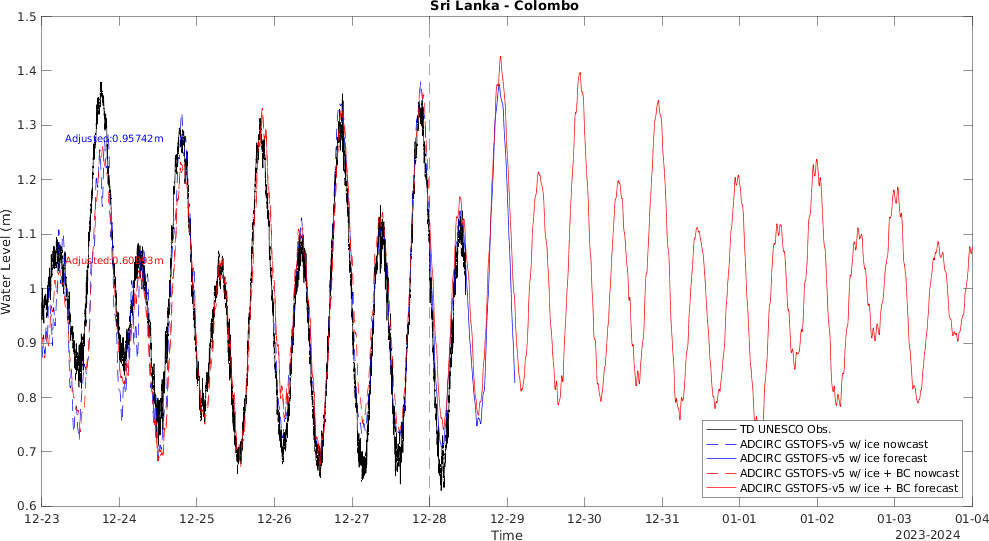 Sri Lanka - Colombo
1.5
1.4
1.3
1.2
1.1
1
0.9
0.8
0.7
0.6
Water Level (m)
Adjusted:0.95742m
TD UNESCO Obs.
ADCIRC GSTOFS-v5 w/ ice nowcast
ADCIRC GSTOFS-v5 w/ ice forecast
ADCIRC GSTOFS-v5 w/ ice + BC nowcast
ADCIRC GSTOFS-v5 w/ ice + BC forecast
12-23 12-24 12-25 12-26 12-27 12-28 12-29 12-30 12-31 01-01 01-02 01-03 01-04
Time
2023-2024